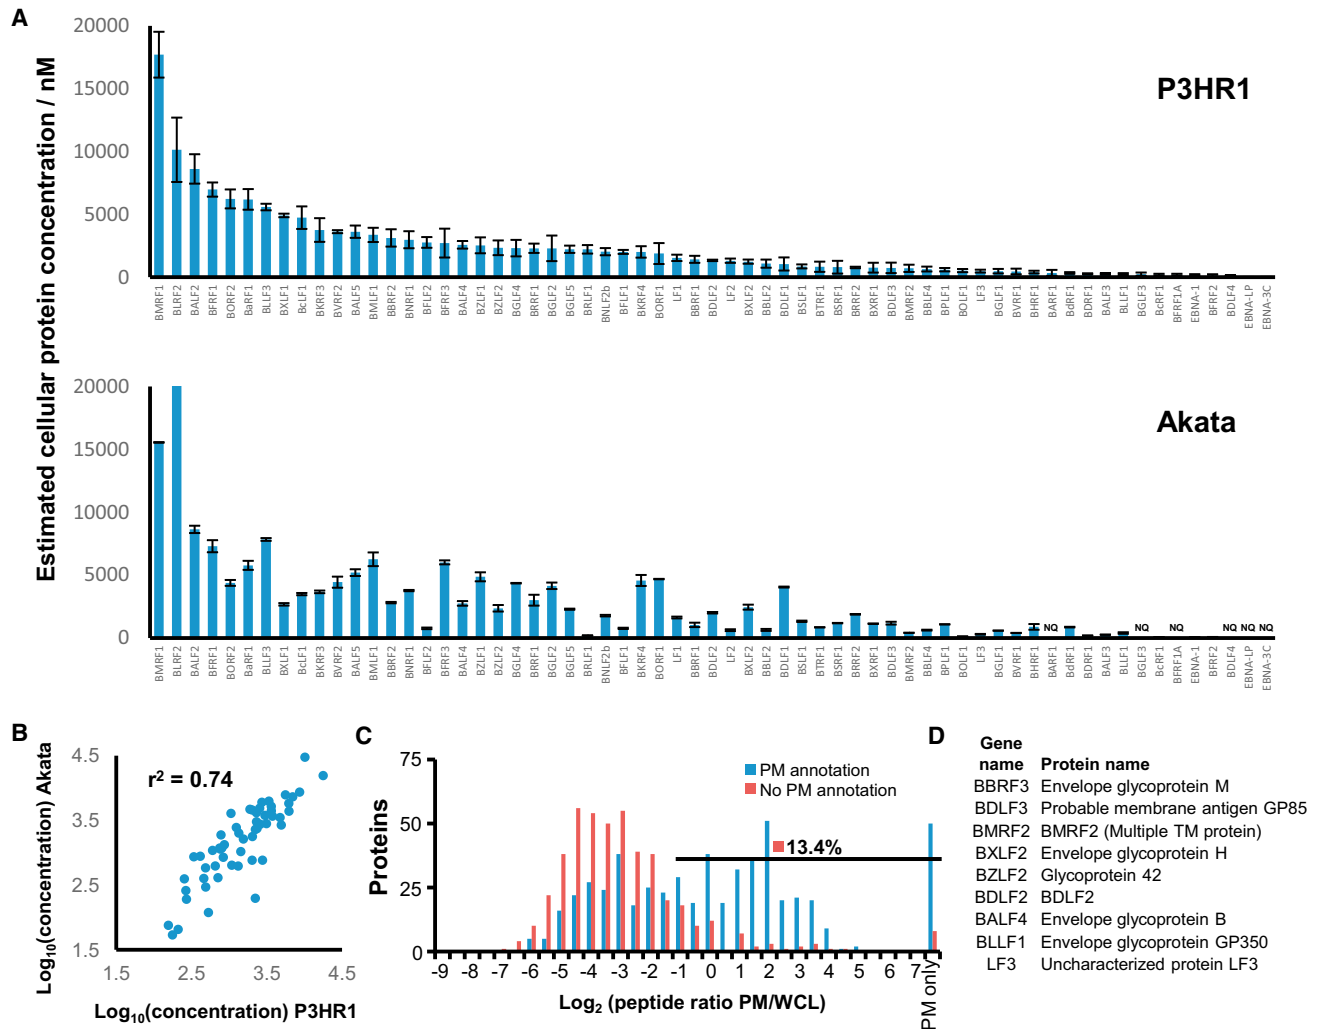 A
Estimated cellular protein concentration / nM
20000
15000
10000
5000
0
P3HR1
BMRF1 BLRF2 BALF2 BFRF1 BORF2 BaRF1 BLLF3 BXLF1 BcLF1 BKRF3 BVRF2 BALF5 BMLF1 BBRF2 BNRF1 BFLF2 BFRF3 BALF4 BZLF1 BZLF2 BGLF4 BRRF1 BGLF2 BGLF5 BRLF1 BNLF2b BFLF1 BKRF4 BORF1 LF1 BBRF1 BDLF2 LF2 BXLF2 BBLF2 BDLF1 BSLF1 BTRF1 BSRF1 BRRF2 BXRF1 BDLF3 BMRF2 BBLF4 BPLF1 BOLF1 LF3 BGLF1 BVRF1 BHRF1 BARF1 BdRF1 BDRF1 BALF3 BLLF1 BGLF3 BcRF1 BFRF1A EBNA-1 BFRF2 BDLF4 EBNA-LP EBNA-3C
20000
15000
10000
5000
0
Akata
NQ NQ NQ NQ NQ NQ
BMRF1 BLRF2 BALF2 BFRF1 BORF2 BaRF1 BLLF3 BXLF1 BcLF1 BKRF3 BVRF2 BALF5 BMLF1 BBRF2 BNRF1 BFLF2 BFRF3 BALF4 BZLF1 BZLF2 BGLF4 BRRF1 BGLF2 BGLF5 BRLF1 BNLF2b BFLF1 BKRF4 BORF1 LF1 BBRF1 BDLF2 LF2 BXLF2 BBLF2 BDLF1 BSLF1 BTRF1 BSRF1 BRRF2 BXRF1 BDLF3 BMRF2 BBLF4 BPLF1 BOLF1 LF3 BGLF1 BVRF1 BHRF1 BARF1 BdRF1 BDRF1 BALF3 BLLF1 BGLF3 BcRF1 BFRF1A EBNA-1 BFRF2 BDLF4 EBNA-LP EBNA-3C
B
Log10(concentration) Akata
4.5
3.5
2.5
1.5
r2 = 0.74
1.5 2.5 3.5 4.5
Log10(concentration) P3HR1
C
Proteins
75
50
25
0
PM annotation
No PM annotation
13.4%
-9 -8 -7 -6 -5 -4 -3 -2 -1 0 1 2 3 4 5 6 7 PM only
Log2 (peptide ratio PM/WCL)
D
Gene name Protein name
BBRF3 Envelope glycoprotein M
BDLF3 Probable membrane antigen GP85
BMRF2 BMRF2 (Multiple TM protein)
BXLF2 Envelope glycoprotein H
BZLF2 Glycoprotein 42
BDLF2 BDLF2
BALF4 Envelope glycoprotein B
BLLF1 Envelope glycoprotein GP350
LF3 Uncharacterized protein LF3